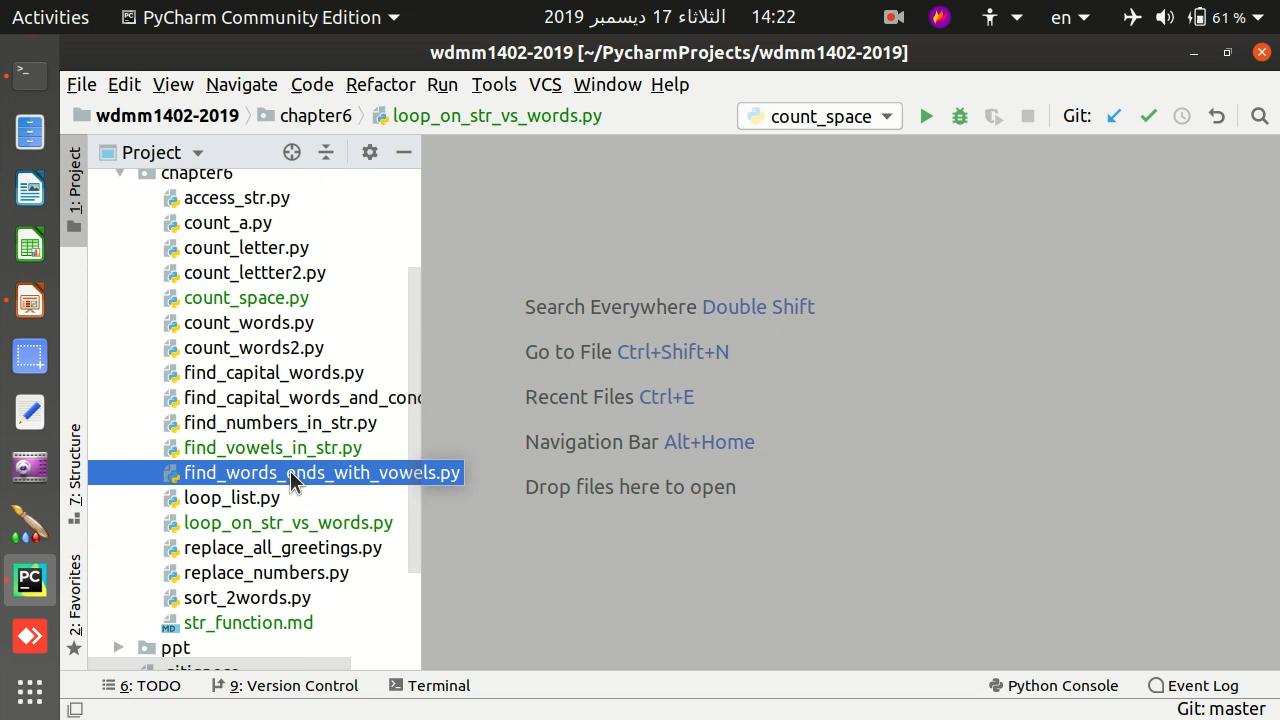 Activities PyCharm Community Edition 2019 الثلاثاء 17 ديسمبر 14:22 en 61 %
wdmm1402-2019 [~/PycharmProjects/wdmm1402-2019]
File Edit View Navigate Code Refactor Run Tools VCS Window Help
wdmm1402-2019 chapter6 loop_on_str_vs_words.py count_space Git:
Project
1: Project
7: Structure
2: Favorites
chapter6
access_str.py
count_a.py
count_letter.py
count_lettter2.py
count_space.py
count_words.py
count_words2.py
find_capital_words.py
find_capital_words_and_con
find_numbers_in_str.py
find_vowels_in_str.py
find_words_ends_with_vowels.py
loop_list.py
loop_on_str_vs_words.py
replace_all_greetings.py
replace_numbers.py
sort_2words.py
str_function.md
ppt
Search Everywhere Double Shift
Go to File Ctrl+Shift+N
Recent Files Ctrl+E
Navigation Bar Alt+Home
Drop files here to open
6: TODO 9: Version Control Terminal Python Console Event Log
Git: master